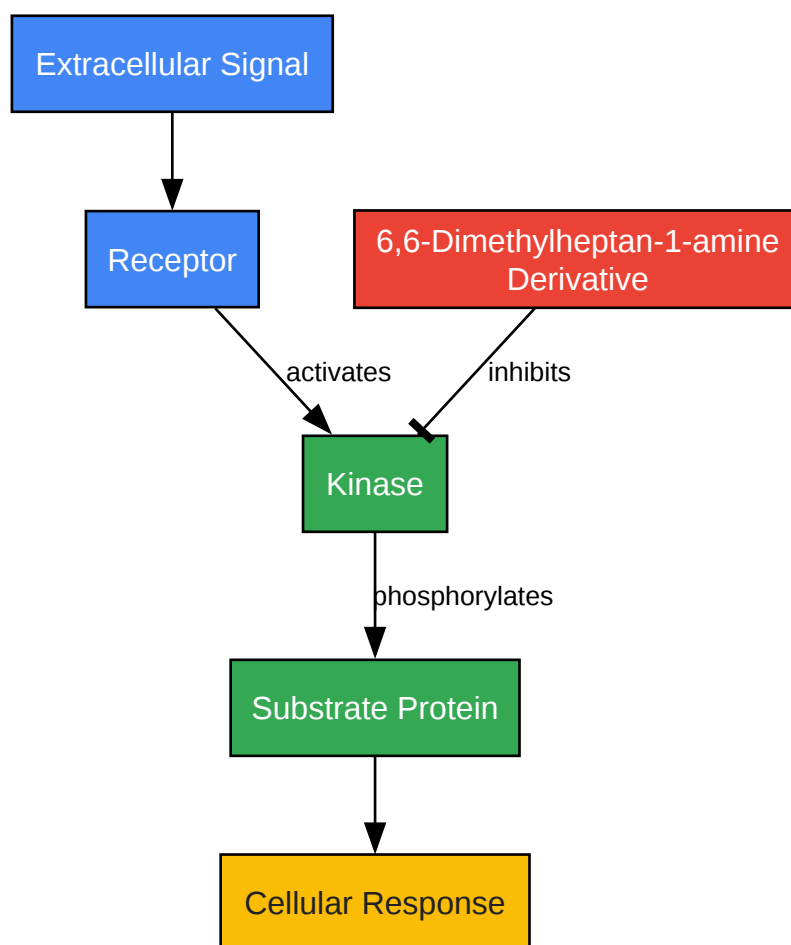 Extracellular Signal
Receptor
6,6-Dimethylheptan-1-amine
Derivative
activates
inhibits
Kinase
phosphorylates
Substrate Protein
Cellular Response